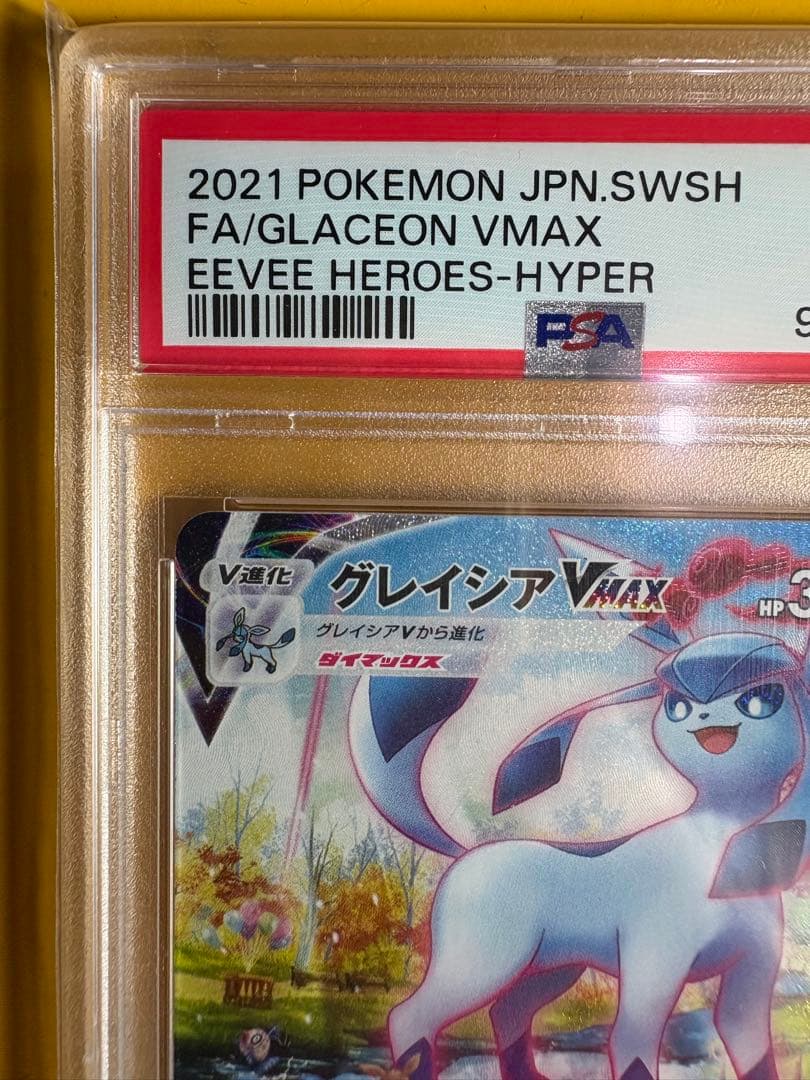 2021 POKEMON JPN.SWSH
FA/GLACEON VMAX
EEVEE HEROES-HYPER
PSA
9
V進化
グレイシアVMAX
HP 3
グレイシアVから進化
ダイマックス